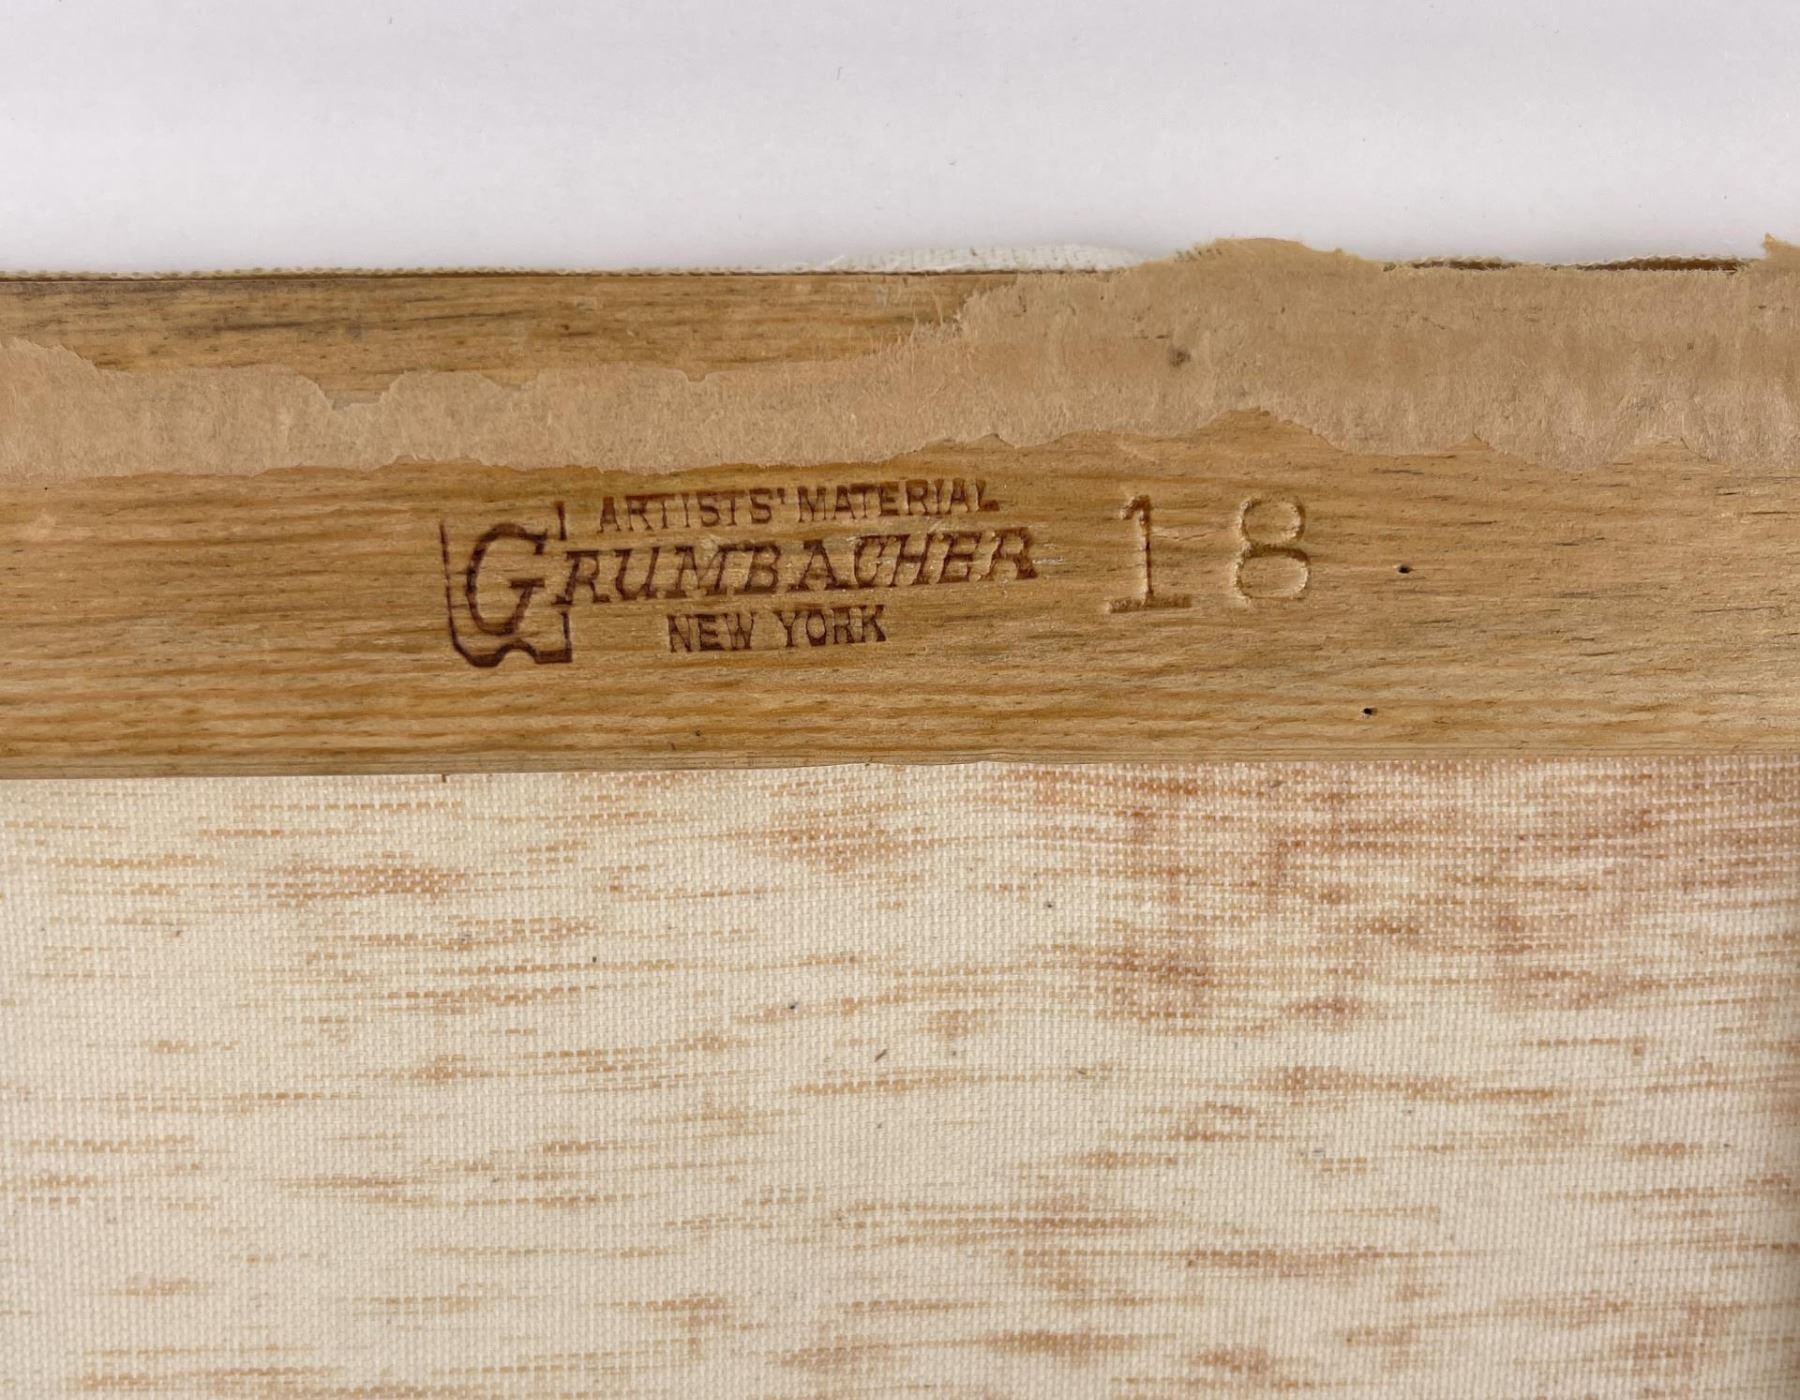 ARTISTS' MATERIAL
GRUMBACHER 18
NEW YORK